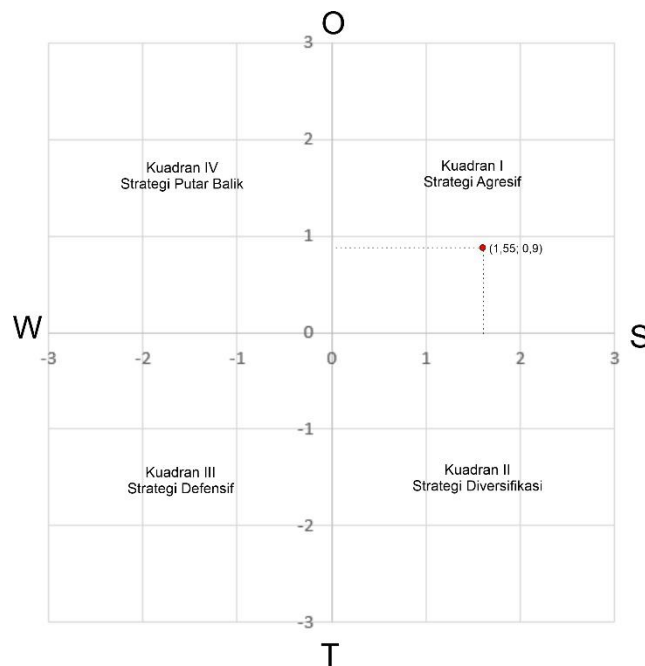 O
3
2
Kuadran IV
Strategi Putar Balik
Kuadran I
Strategi Agresif
1
(1,55; 0,9)
W
0
S
-3 -2 -1 0 1 2 3
-1
Kuadran III
Strategi Defensif
Kuadran II
Strategi Diversifikasi
-2
-3
T